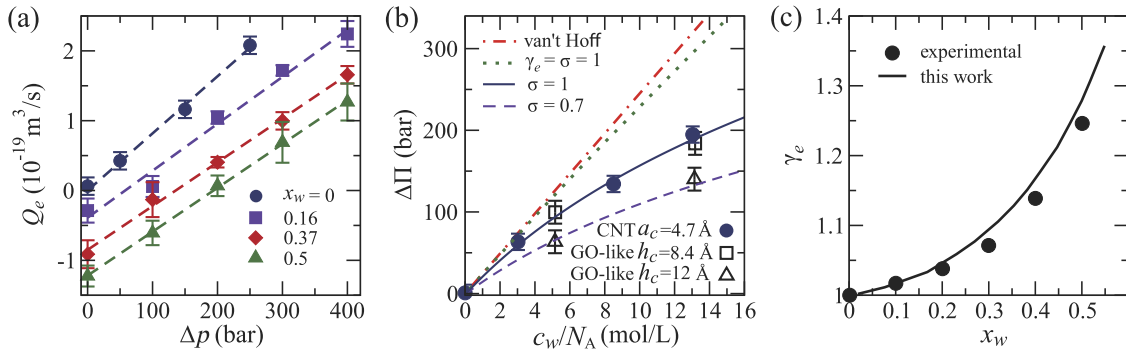 (a)
2
1
0
-1
Q_e (10^-19 m^3/s)
x_w=0
0.16
0.37
0.5
0 100 200 300 400
Δp (bar)
(b)
300
200
100
0
ΔΠ (bar)
van't Hoff
γ_e = σ = 1
σ = 1
σ = 0.7
CNT a_c=4.7 Å
GO-like h_c=8.4 Å
GO-like h_c=12 Å
0 2 4 6 8 10 12 14 16
c_w/N_A (mol/L)
(c)
1.4
1.3
1.2
1.1
1
γ_e
experimental
this work
0 0.1 0.2 0.3 0.4 0.5
x_w